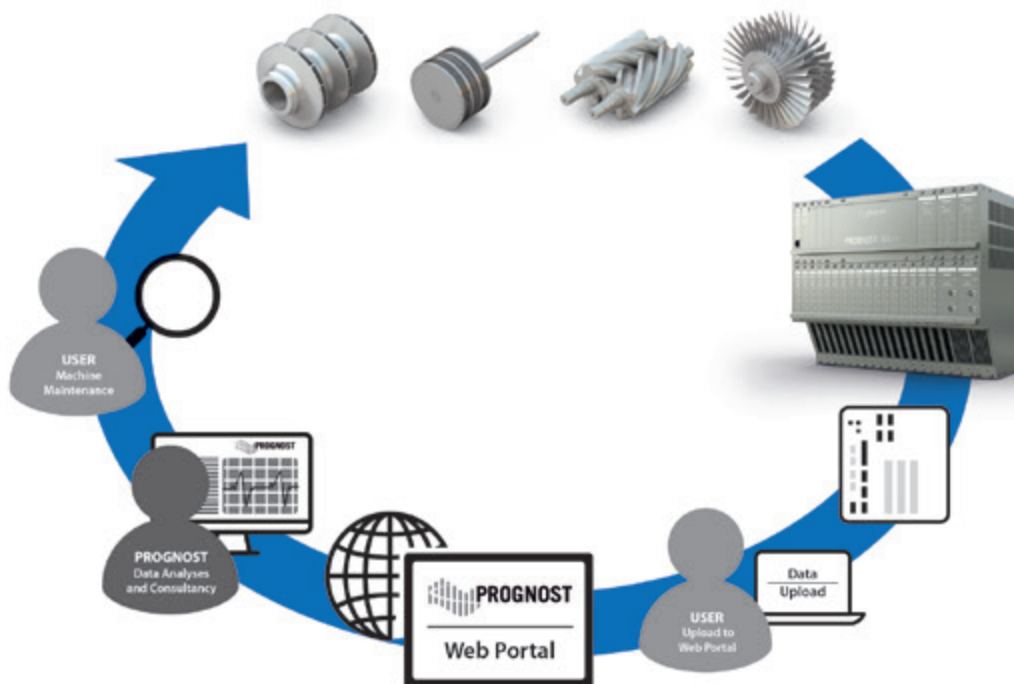 USER
Machine
Maintenance
PROGNOST
PROGNOST
Data Analyses
and Consultancy
PROGNOST
Web Portal
Data
Upload
USER
Upload to
Web Portal
PROGNOST